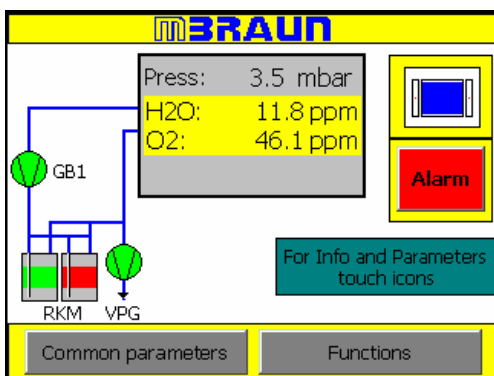 MBRAUN
Press: 3.5 mbar
H2O: 11.8 ppm
O2: 46.1 ppm
GB1
Alarm
For Info and Parameters
touch icons
RKM VPG
Common parameters Functions